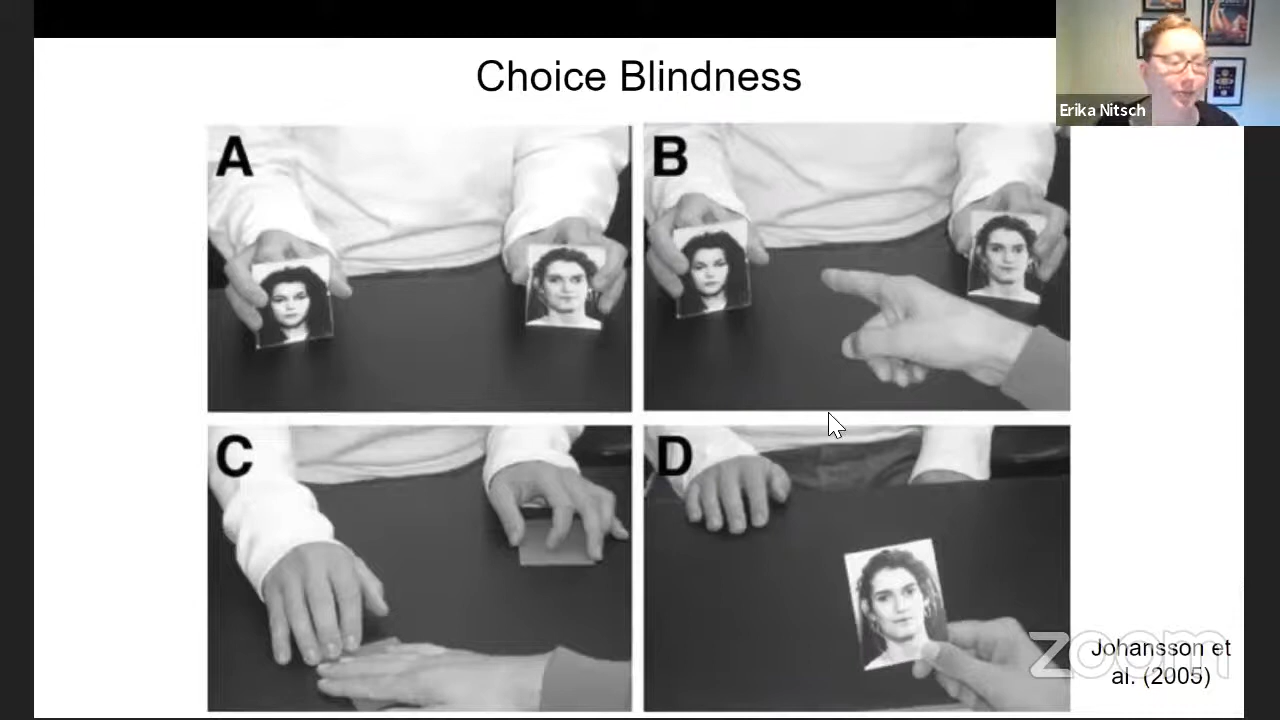 Choice Blindness
Erika Nitsch
A
B
C
D
zoom
Johansson et
al. (2005)